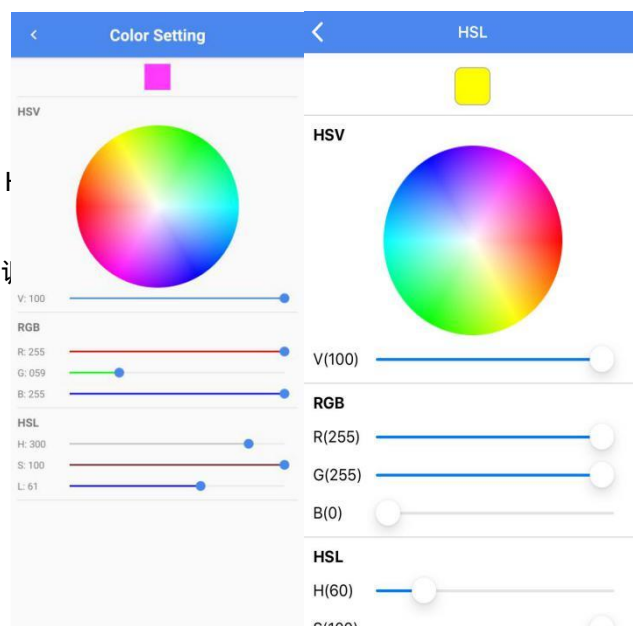 Color Setting
HSV
V: 100
RGB
R: 255
G: 059
B: 255
HSL
H: 300
S: 100
L: 61
HSL
HSV
V(100)
RGB
R(255)
G(255)
B(0)
HSL
H(60)